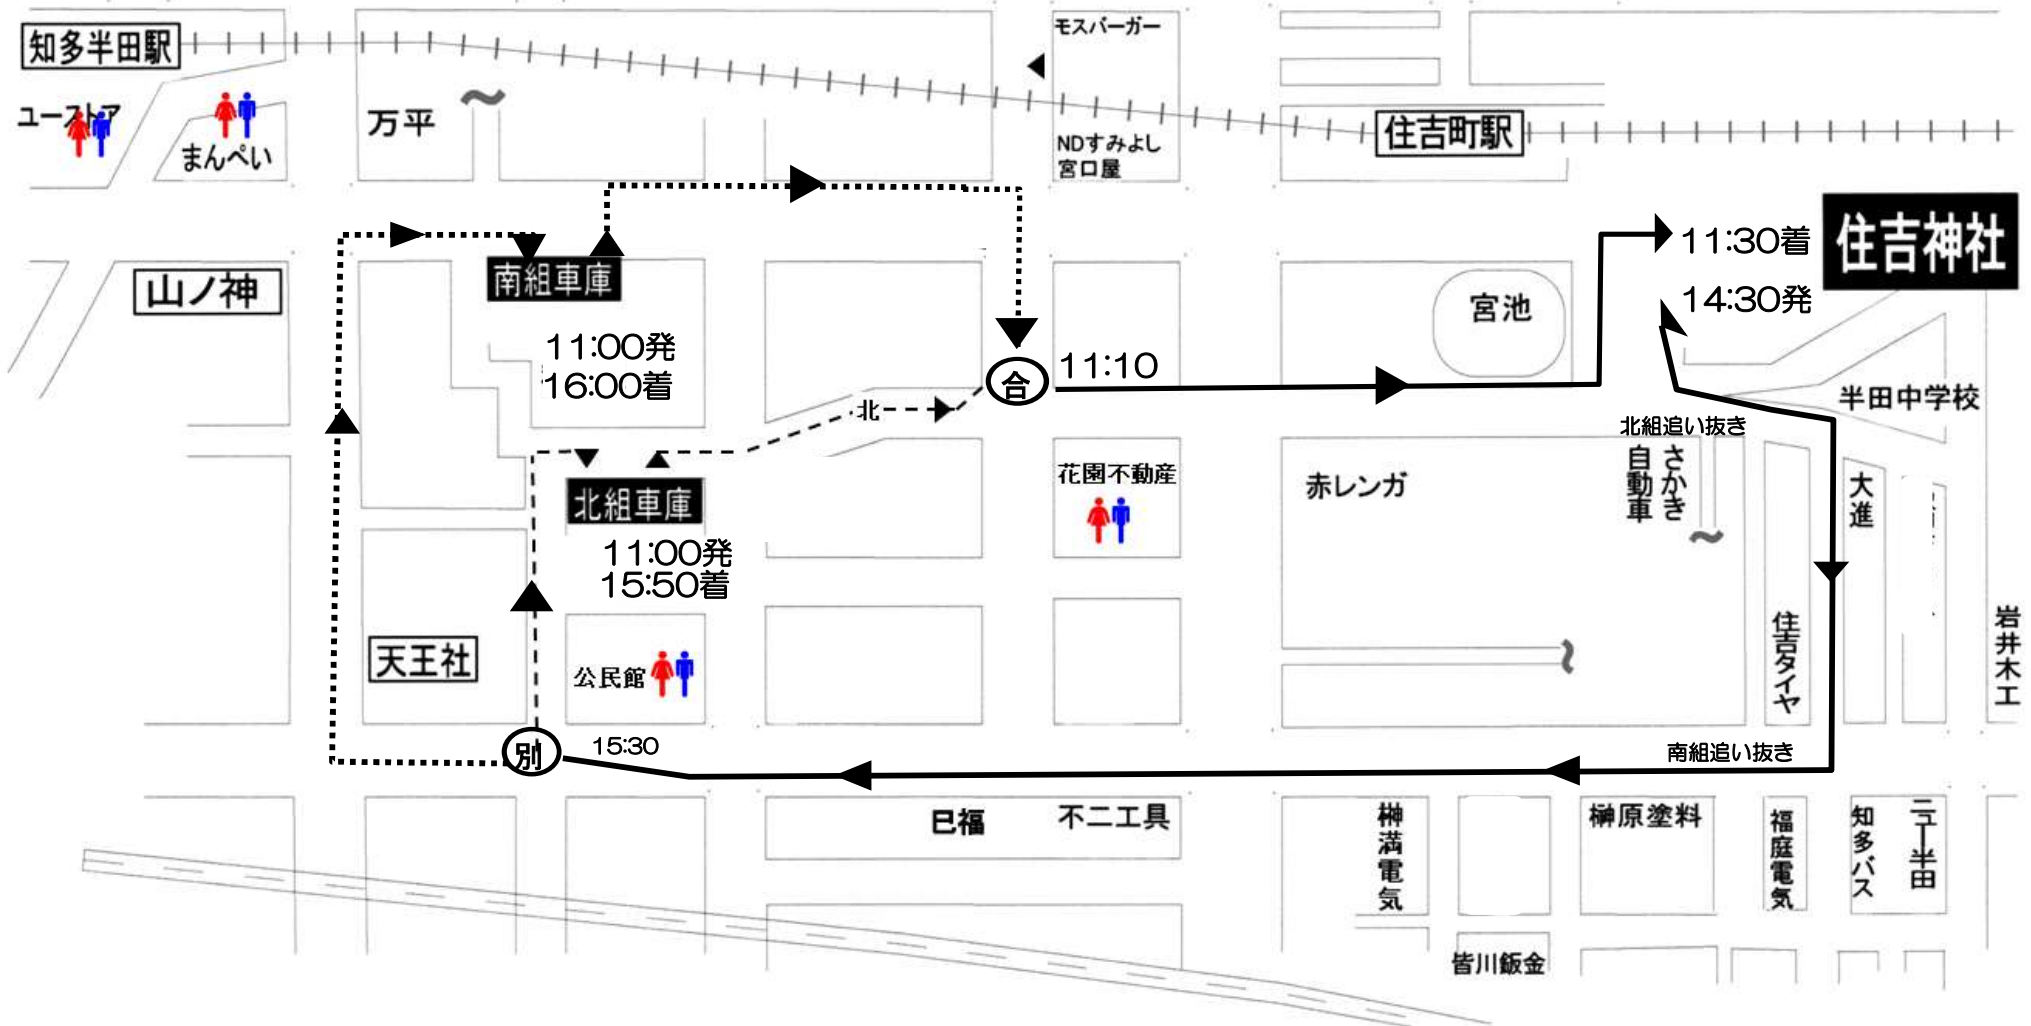 知多半田駅
モスバーガー
ユーストア
まんぺい
万平
NDすみよし
宮口屋
住吉町駅
住吉神社
11:30着
14:30発
山ノ神
南組車庫
11:00発
16:00着
宮池
合
11:10
北
半田中学校
北組追い抜き
さかき
自動車
大進
赤レンガ
花園不動産
北組車庫
11:00発
15:50着
天王社
公民館
住吉タイヤ
岩井木工
別
15:30
南組追い抜き
巳福
不二工具
榊満電気
榊原塗料
福庭電気
知多バス
ニュー半田
皆川鈑金